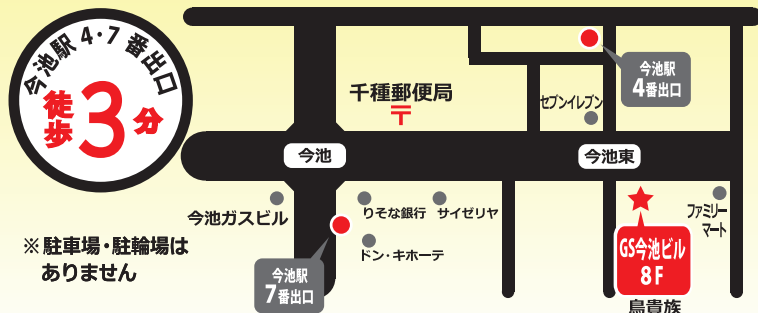 今池駅 4・7 番出口
徒歩3分
千種郵便局
〒
セブンイレブン
今池駅
4番出口
今池
今池東
今池ガスビル
りそな銀行
サイゼリヤ
ドン・キホーテ
ファミリー
マート
※駐車場・駐輪場は
ありません
今池駅
7番出口
GS今池ビル
8F
鳥貴族